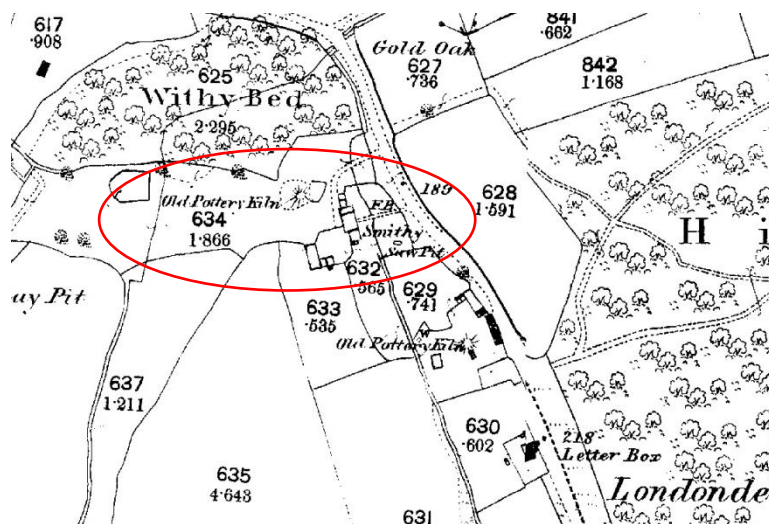 617
.908
841
.662
Gold Oak
627
.736
842
1.168
625
Withy Bed
2.295
Old Pottery Kiln
634
1.866
189
628
1.591
F.B.
Smithy
Saw Pit
H i
632
.565
629
.741
ay Pit
633
.535
W
Old Pottery Kiln
637
1.211
630
.602
218
Letter Box
635
4.643
Londonde
631